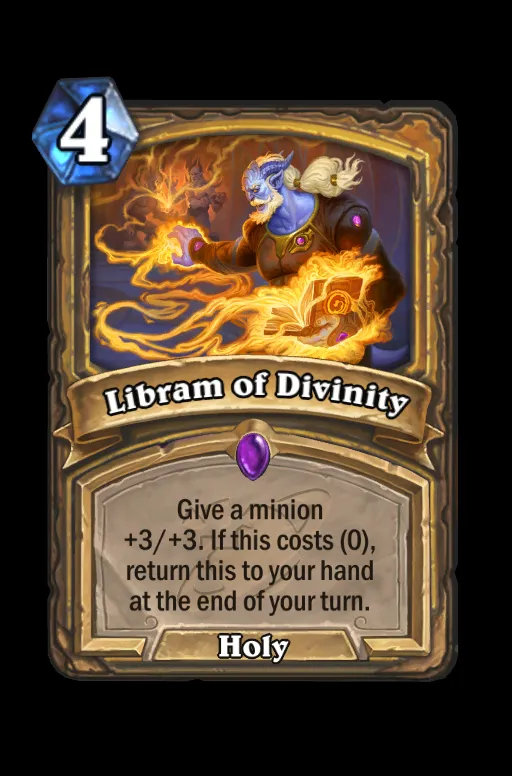 4
Libram of Divinity
Give a minion
+3/+3. If this costs (0),
return this to your hand
at the end of your turn.
Holy